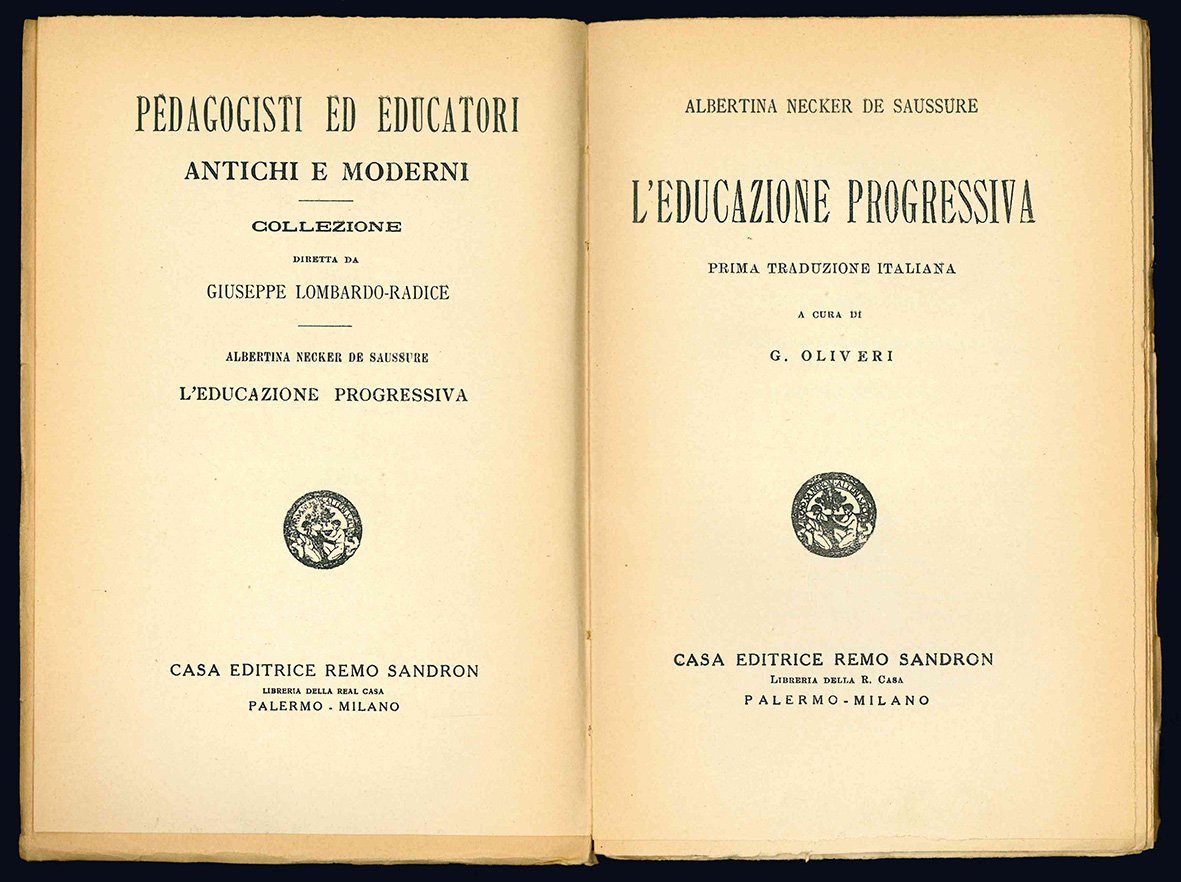 PEDAGOGISTI ED EDUCATORI
ANTICHI E MODERNI
COLLEZIONE
DIRETTA DA
GIUSEPPE LOMBARDO-RADICE
ALBERTINA NECKER DE SAUSSURE
L'EDUCAZIONE PROGRESSIVA
CASA EDITRICE REMO SANDRON
LIBRERIA DELLA REAL CASA
PALERMO - MILANO
ALBERTINA NECKER DE SAUSSURE
L'EDUCAZIONE PROGRESSIVA
PRIMA TRADUZIONE ITALIANA
A CURA DI
G. OLIVERI
CASA EDITRICE REMO SANDRON
LIBRERIA DELLA R. CASA
PALERMO - MILANO